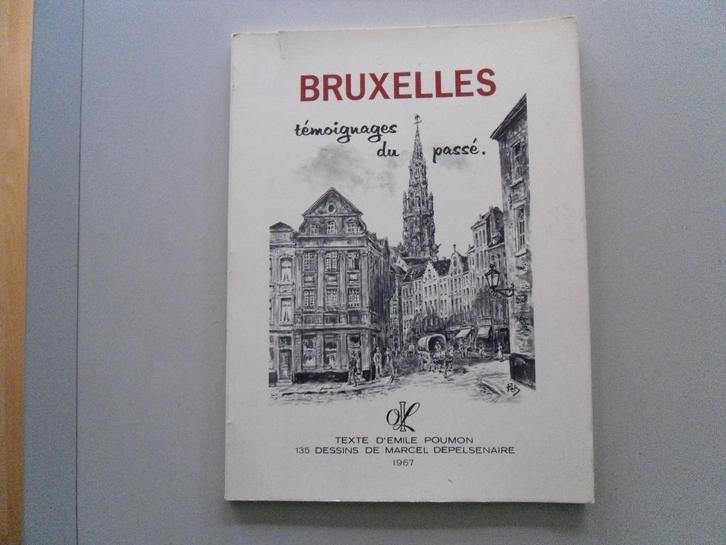 BRUXELLES
témoignages
du passé.
TEXTE D'EMILE POUMON
135 DESSINS DE MARCEL DEPELSENAIRE
1967